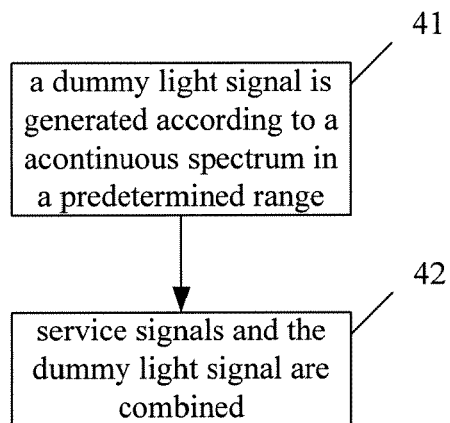 41
a dummy light signal is
generated according to a
acontinuous spectrum in
a predetermined range
42
service signals and the
dummy light signal are
combined